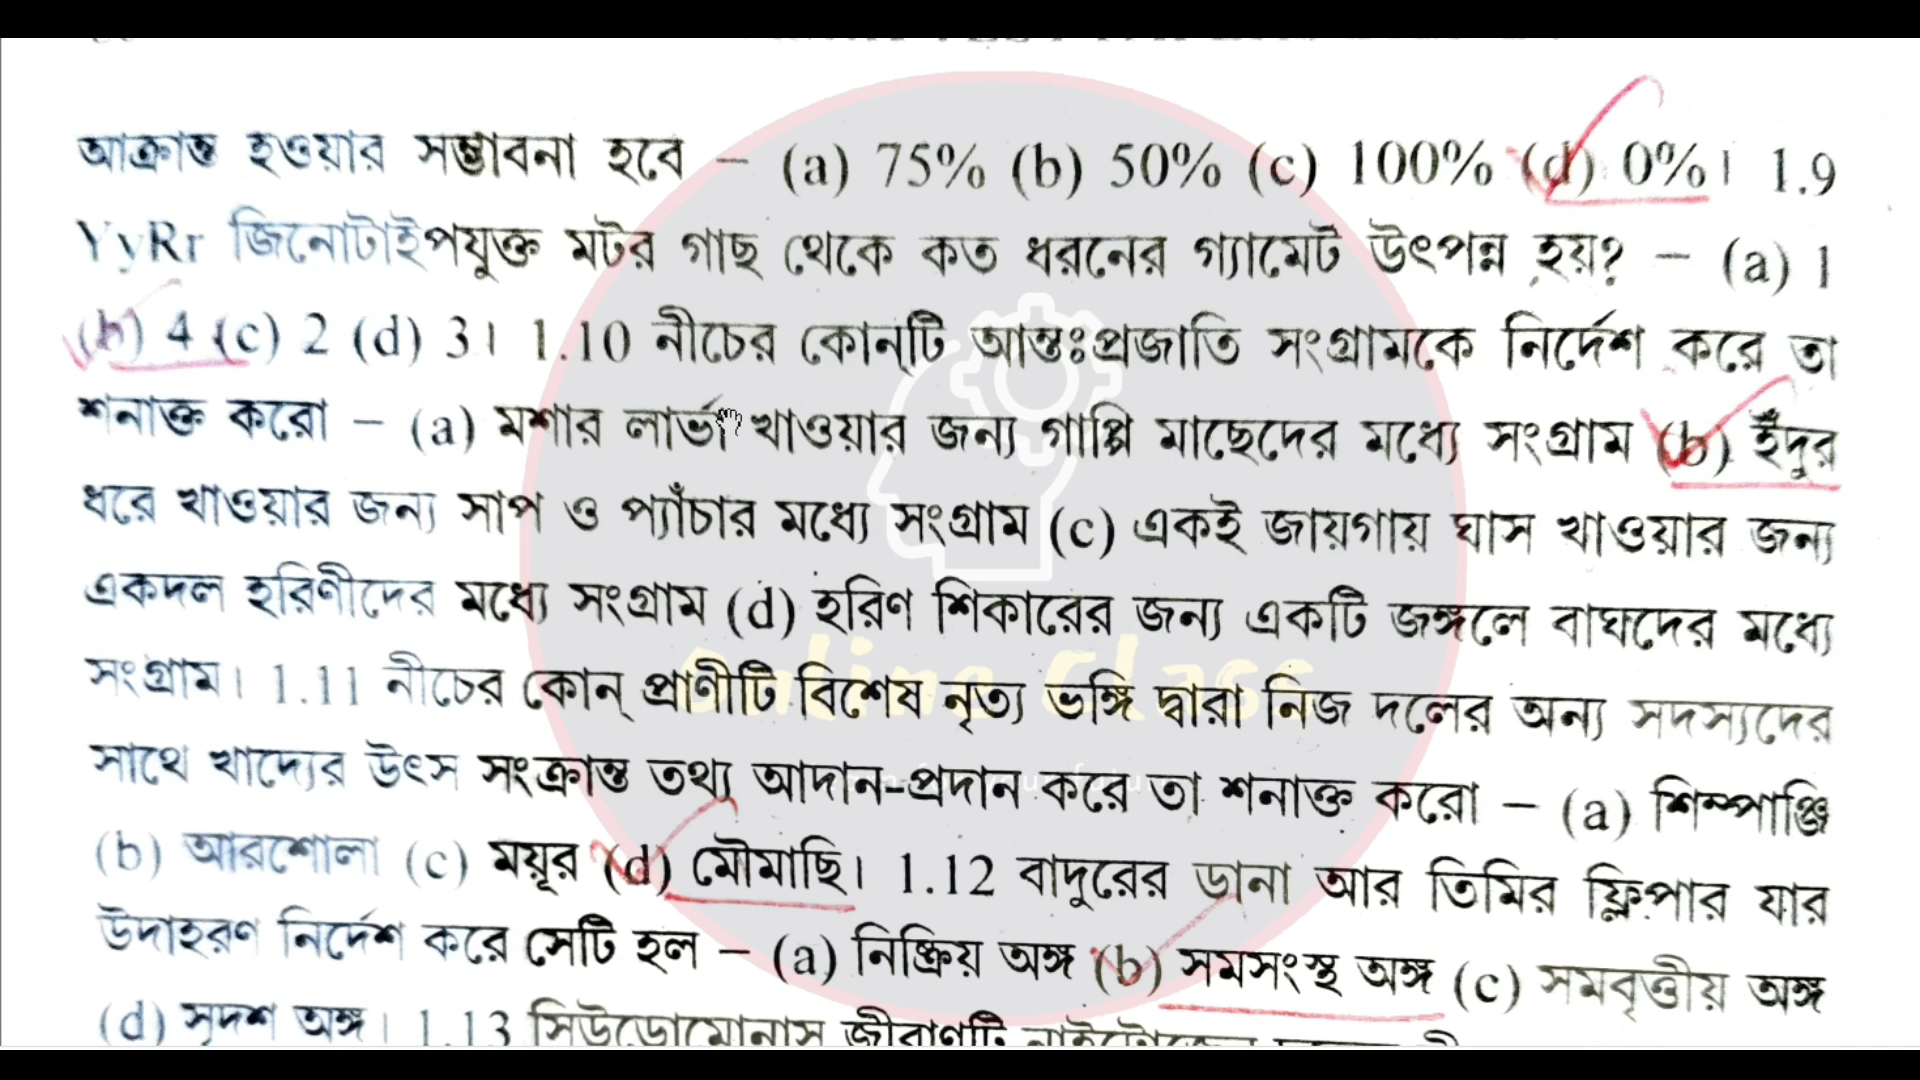 আক্রান্ত হওয়ার সম্ভাবনা হবে – (a) 75% (b) 50% (c) 100% (d) 0%। 1.9
YyRr জিনোটাইপযুক্ত মটর গাছ থেকে কত ধরনের গ্যামেট উৎপন্ন হয়? – (a) 1
(b) 4 (c) 2 (d) 3। 1.10 নীচের কোন্‌টি আন্তঃপ্রজাতি সংগ্রামকে নির্দেশ করে তা
শনাক্ত করো – (a) মশার লার্ভা খাওয়ার জন্য গাপ্পি মাছেদের মধ্যে সংগ্রাম (b) ইঁদুর
ধরে খাওয়ার জন্য সাপ ও প্যাঁচার মধ্যে সংগ্রাম (c) একই জায়গায় ঘাস খাওয়ার জন্য
একদল হরিণীদের মধ্যে সংগ্রাম (d) হরিণ শিকারের জন্য একটি জঙ্গলে বাঘদের মধ্যে
সংগ্রাম। 1.11 নীচের কোন্ প্রাণীটি বিশেষ নৃত্য ভঙ্গি দ্বারা নিজ দলের অন্য সদস্যদের
সাথে খাদ্যের উৎস সংক্রান্ত তথ্য আদান-প্রদান করে তা শনাক্ত করো – (a) শিম্পাঞ্জি
(b) আরশোলা (c) ময়ূর (d) মৌমাছি। 1.12 বাদুরের ডানা আর তিমির ফ্লিপার যার
উদাহরণ নির্দেশ করে সেটি হল – (a) নিষ্ক্রিয় অঙ্গ (b) সমসংস্থ অঙ্গ (c) সমবৃত্তীয় অঙ্গ
(d) সদৃশ অঙ্গ। 1.13 সিউডোমোনাস জীবাণুটি
Online Class